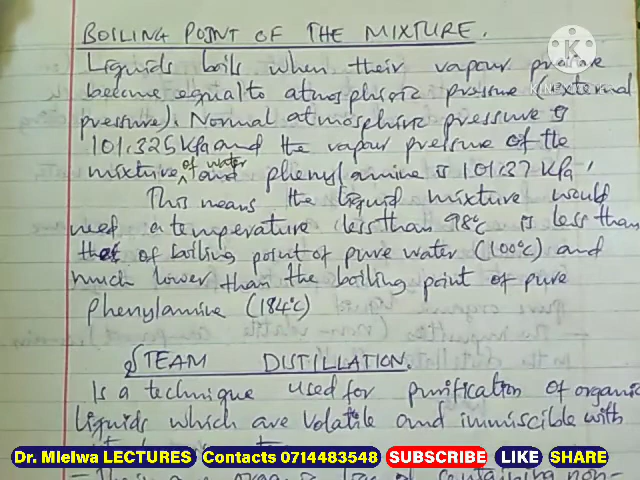 BOILING POINT OF THE MIXTURE.
Liquids boils when their vapour pressure
become equal to atmospheric pressure (external
pressure). Normal atmospheric pressure is
101.325 KPa and the vapour pressure of the
mixture of water and phenylamine is 101.37 KPa,
This means the liquid mixture would
need a temperature less than 98°C is less than
that of boiling point of pure water (100°C) and
much lower than the boiling point of pure
phenylamine (184°C)
STEAM DISTILLATION.
Is a technique used for purification of organic
liquids which are volatile and immiscible with
Dr. Mlelwa LECTURES Contacts 0714483548 SUBSCRIBE LIKE SHARE
organic containing non-
K
KINEMASTER